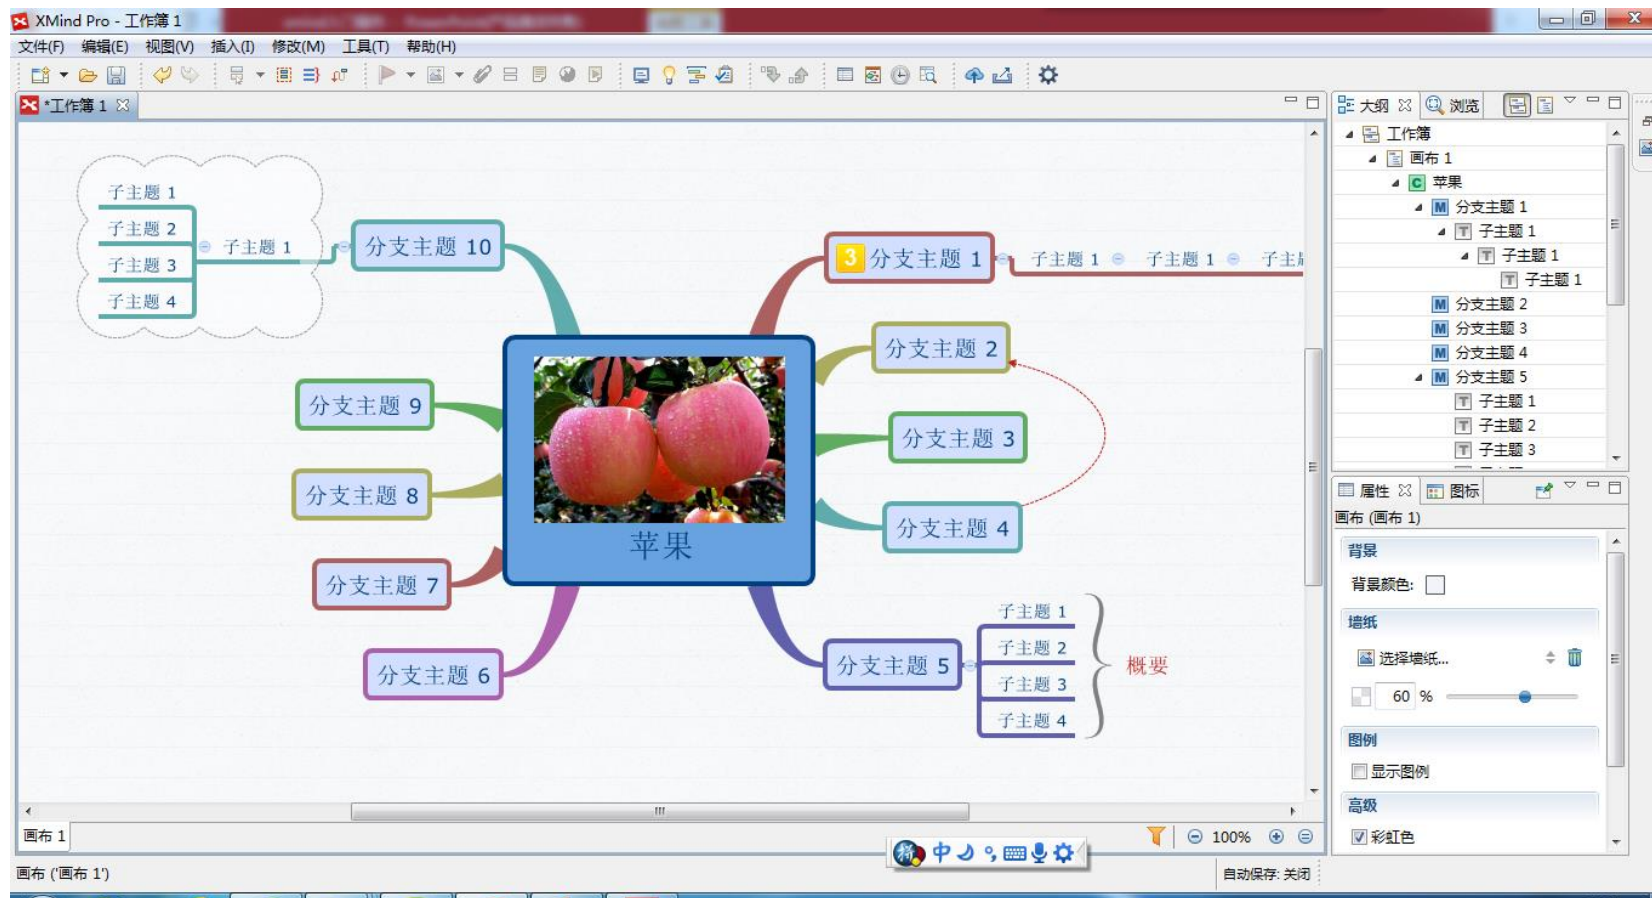 XMind Pro - 工作簿 1
文件(F) 编辑(E) 视图(V) 插入(I) 修改(M) 工具(T) 帮助(H)
*工作簿 1
子主题 1
子主题 2
子主题 3
子主题 4
子主题 1
分支主题 10
3 分支主题 1
子主题 1
子主题 1
子主
分支主题 2
分支主题 9
分支主题 3
分支主题 8
分支主题 4
苹果
分支主题 7
分支主题 6
分支主题 5
子主题 1
子主题 2
子主题 3
子主题 4
概要
画布 1
100%
中
画布 ('画布 1')
自动保存: 关闭
大纲 浏览
工作簿
画布 1
C 苹果
M 分支主题 1
T 子主题 1
T 子主题 1
T 子主题 1
M 分支主题 2
M 分支主题 3
M 分支主题 4
M 分支主题 5
T 子主题 1
T 子主题 2
T 子主题 3
属性 图标
画布 (画布 1)
背景
背景颜色:
墙纸
选择墙纸...
60 %
图例
显示图例
高级
彩虹色